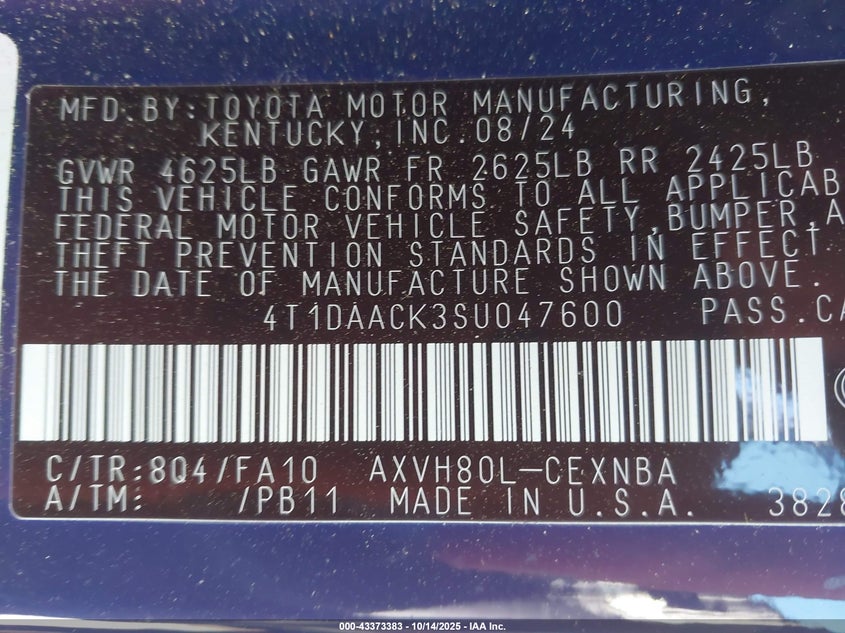 MFD.BY:TOYOTA MOTOR MANUFACTURING,
KENTUCKY,INC.08/24
GVWR 4625LB GAWR FR 2625LB RR 2425LB
THIS VEHICLE CONFORMS TO ALL APPLICAB
FEDERAL MOTOR VEHICLE SAFETY,BUMPER,A
THEFT PREVENTION STANDARDS IN EFFECT
THE DATE OF MANUFACTURE SHOWN ABOVE.
4T1DAACK3SU047600 PASS.CA
C/TR:8Q4/FA10 AXVH80L-CEXNBA
A/TM: /PB11 MADE IN U.S.A. 3828
000-43373383 - 10/14/2025 - IAA Inc.